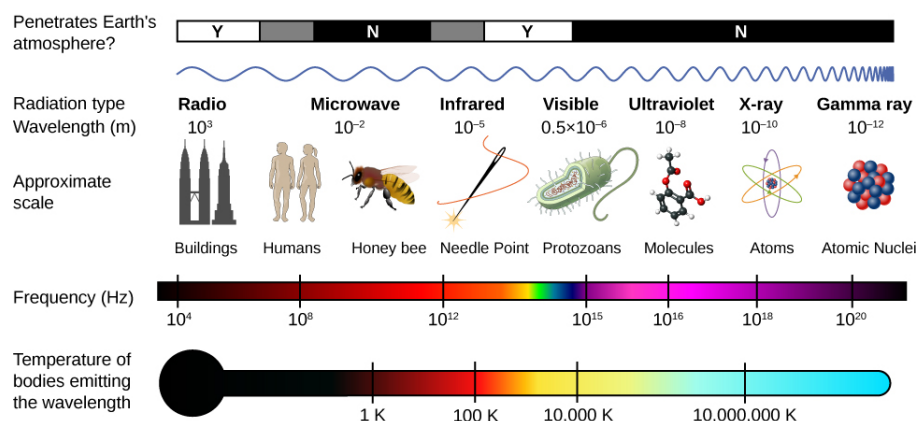 Penetrates Earth's
atmosphere?
Y N Y N
Radiation type
Radio Microwave Infrared Visible Ultraviolet X-ray Gamma ray
Wavelength (m)
10³ 10⁻² 10⁻⁵ 0.5×10⁻⁶ 10⁻⁸ 10⁻¹⁰ 10⁻¹²
Approximate
scale
Buildings Humans Honey bee Needle Point Protozoans Molecules Atoms Atomic Nuclei
Frequency (Hz)
10⁴ 10⁸ 10¹² 10¹⁵ 10¹⁶ 10¹⁸ 10²⁰
Temperature of
bodies emitting
the wavelength
1 K 100 K 10.000 K 10.000.000 K